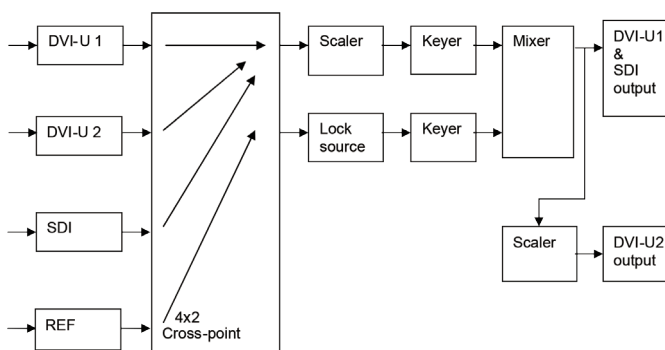 DVI-U 1
DVI-U 2
SDI
REF
4x2
Cross-point
Scaler
Keyer
Mixer
DVI-U1
&
SDI
output
Lock
source
Keyer
Scaler
DVI-U2
output